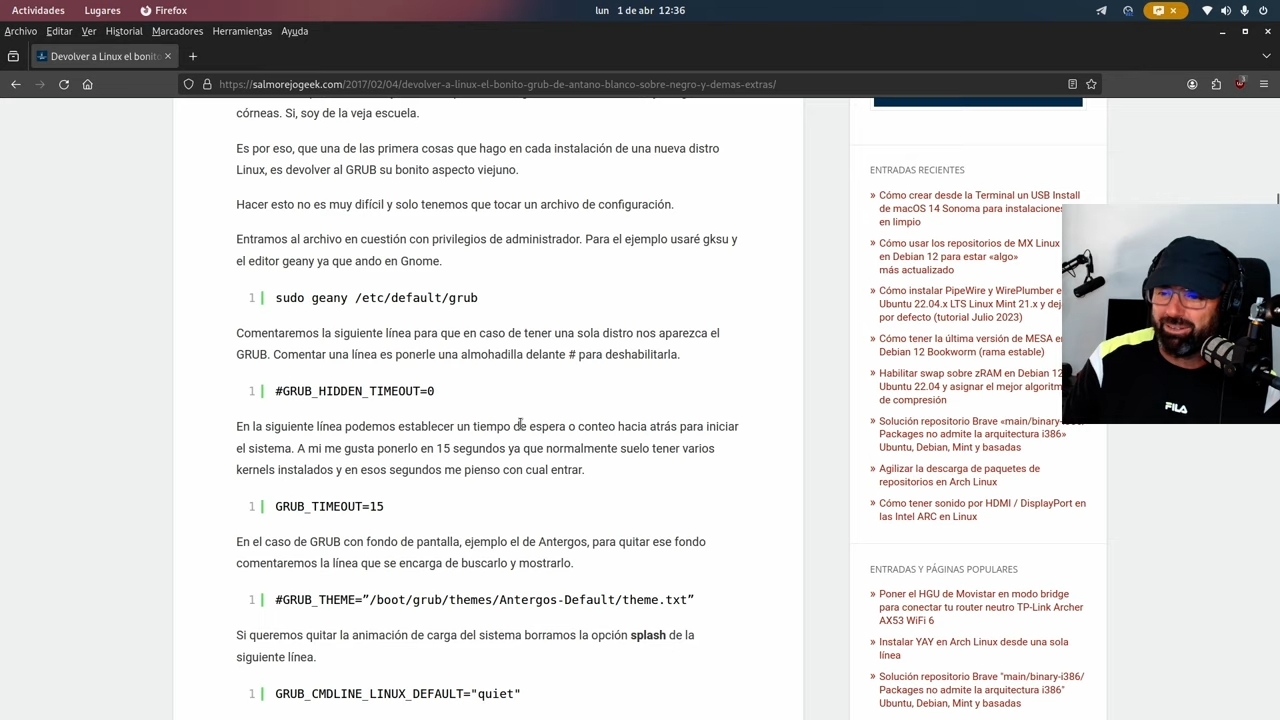 Actividades Lugares Firefox lun 1 de abr 12:36
Archivo Editar Ver Historial Marcadores Herramientas Ayuda
Devolver a Linux el bonito
https://salmorejogeek.com/2017/02/04/devolver-a-linux-el-bonito-grub-de-antano-blanco-sobre-negro-y-demas-extras/
córneas. Si, soy de la veja escuela.
Es por eso, que una de las primera cosas que hago en cada instalación de una nueva distro
Linux, es devolver al GRUB su bonito aspecto viejuno.
Hacer esto no es muy difícil y solo tenemos que tocar un archivo de configuración.
Entramos al archivo en cuestión con privilegios de administrador. Para el ejemplo usaré gksu y
el editor geany ya que ando en Gnome.
1 sudo geany /etc/default/grub
Comentaremos la siguiente línea para que en caso de tener una sola distro nos aparezca el
GRUB. Comentar una línea es ponerle una almohadilla delante # para deshabilitarla.
1 #GRUB_HIDDEN_TIMEOUT=0
En la siguiente línea podemos establecer un tiempo de espera o conteo hacia atrás para iniciar
el sistema. A mi me gusta ponerlo en 15 segundos ya que normalmente suelo tener varios
kernels instalados y en esos segundos me pienso con cual entrar.
1 GRUB_TIMEOUT=15
En el caso de GRUB con fondo de pantalla, ejemplo el de Antergos, para quitar ese fondo
comentaremos la línea que se encarga de buscarlo y mostrarlo.
1 #GRUB_THEME=”/boot/grub/themes/Antergos-Default/theme.txt”
Si queremos quitar la animación de carga del sistema borramos la opción splash de la
siguiente línea.
1 GRUB_CMDLINE_LINUX_DEFAULT="quiet"
ENTRADAS RECIENTES
» Cómo crear desde la Terminal un USB Install
de macOS 14 Sonoma para instalaciones
en limpio
» Cómo usar los repositorios de MX Linux
en Debian 12 para estar «algo»
más actualizado
» Cómo instalar PipeWire y WirePlumber e
Ubuntu 22.04.x LTS Linux Mint 21.x y dej
por defecto (tutorial Julio 2023)
» Cómo tener la última versión de MESA e
Debian 12 Bookworm (rama estable)
» Habilitar swap sobre zRAM en Debian 12
Ubuntu 22.04 y asignar el mejor algoritm
de compresión
» Solución repositorio Brave «main/binary-i386/
Packages no admite la arquitectura i386»
Ubuntu, Debian, Mint y basadas
» Agilizar la descarga de paquetes de
repositorios en Arch Linux
» Cómo tener sonido por HDMI / DisplayPort en
las Intel ARC en Linux
ENTRADAS Y PÁGINAS POPULARES
» Poner el HGU de Movistar en modo bridge
para conectar tu router neutro TP-Link Archer
AX53 WiFi 6
» Instalar YAY en Arch Linux desde una sola
línea
» Solución repositorio Brave "main/binary-i386/
Packages no admite la arquitectura i386"
Ubuntu, Debian, Mint y basadas
FILA